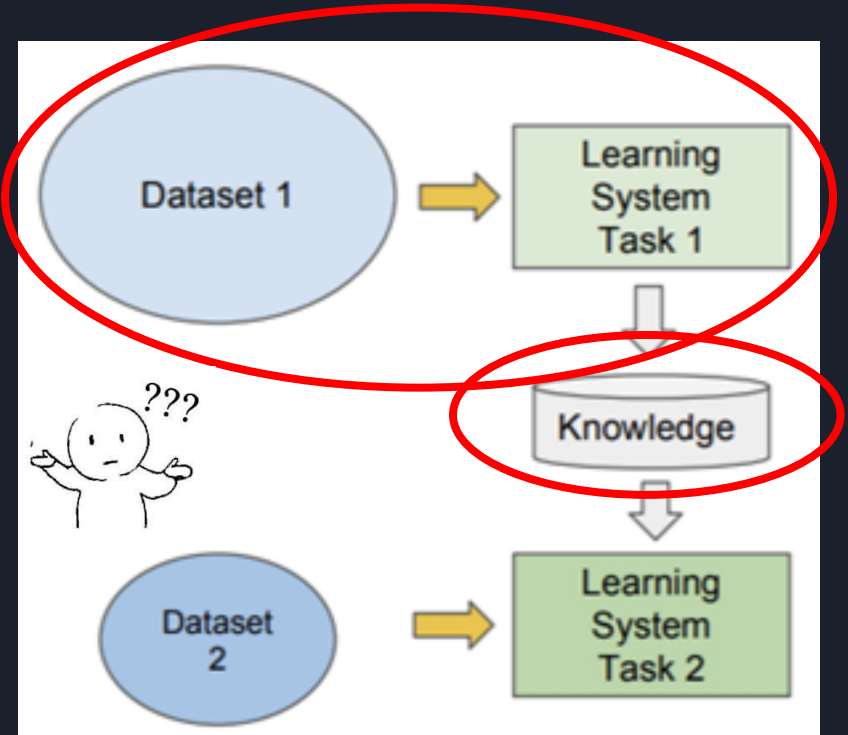 Dataset 1
Learning
System
Task 1
???
Knowledge
Dataset
2
Learning
System
Task 2